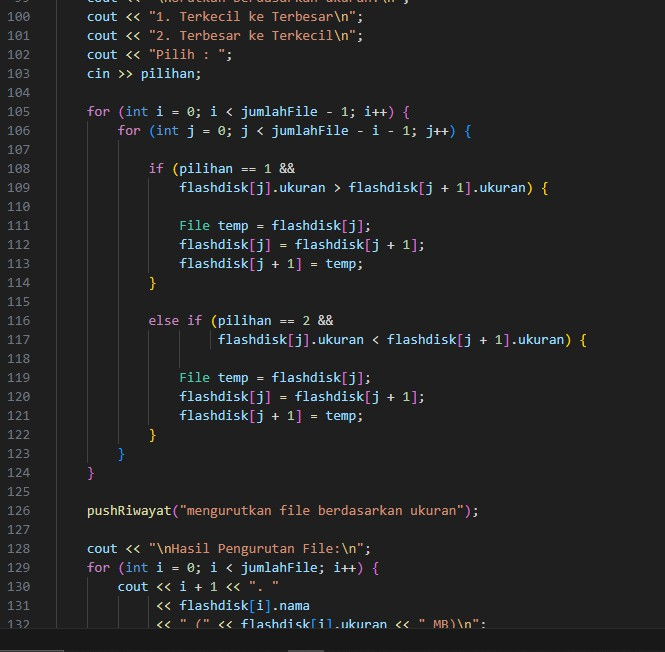 100 cout << "1. Terkecil ke Terbesar\n";
101 cout << "2. Terbesar ke Terkecil\n";
102 cout << "Pilih : ";
103 cin >> pilihan;
104
105 for (int i = 0; i < jumlahFile - 1; i++) {
106 for (int j = 0; j < jumlahFile - i - 1; j++) {
107
108 if (pilihan == 1 &&
109 flashdisk[j].ukuran > flashdisk[j + 1].ukuran) {
110
111 File temp = flashdisk[j];
112 flashdisk[j] = flashdisk[j + 1];
113 flashdisk[j + 1] = temp;
114 }
115
116 else if (pilihan == 2 &&
117 flashdisk[j].ukuran < flashdisk[j + 1].ukuran) {
118
119 File temp = flashdisk[j];
120 flashdisk[j] = flashdisk[j + 1];
121 flashdisk[j + 1] = temp;
122 }
123 }
124 }
125
126 pushRiwayat("mengurutkan file berdasarkan ukuran");
127
128 cout << "\nHasil Pengurutan File:\n";
129 for (int i = 0; i < jumlahFile; i++) {
130 cout << i + 1 << ". "
131 << flashdisk[i].nama
132 << " (" << flashdisk[i].ukuran << " MB)\n";